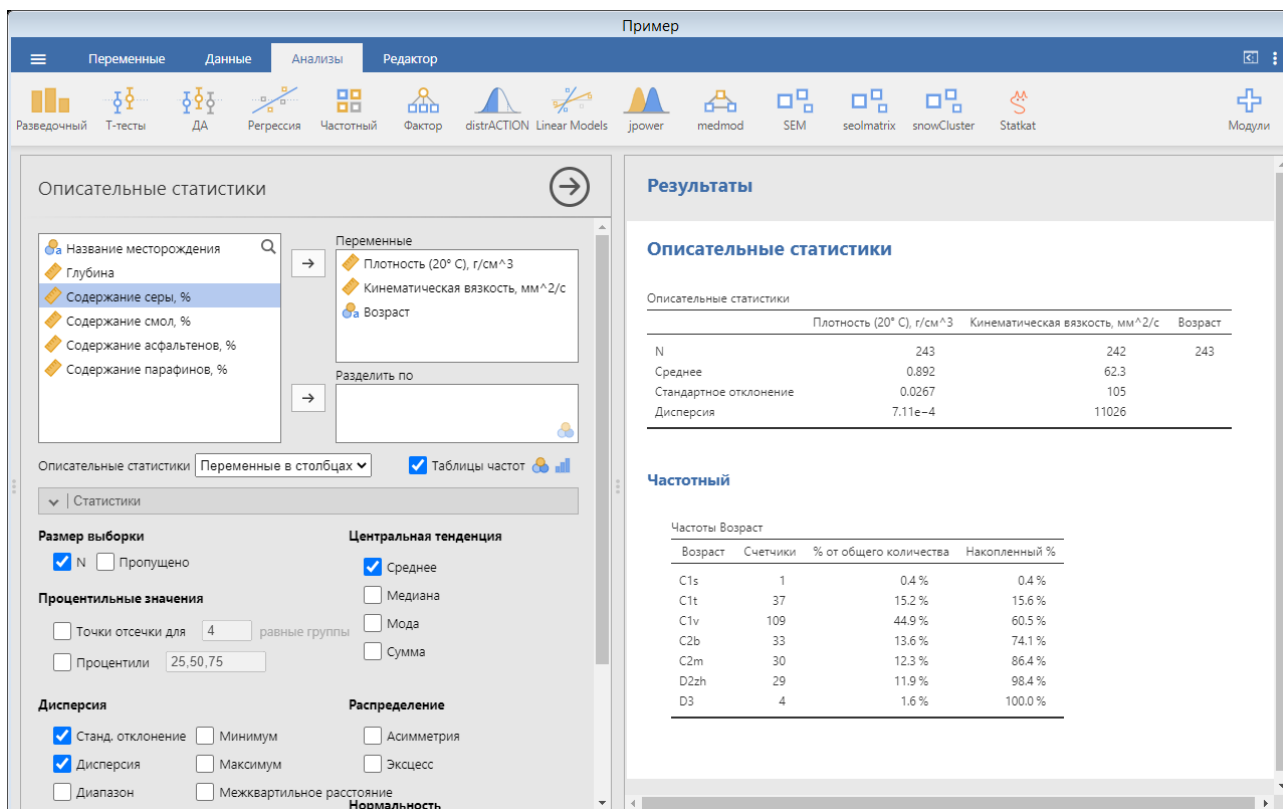 Пример
Переменные Данные Анализы Редактор
Разведочный Т-тесты ДА Регрессия Частотный Фактор distrACTION Linear Models jpower medmod SEM seolmatrix snowCluster Statkat Модули
Описательные статистики
Название месторождения
Глубина
Содержание серы, %
Содержание смол, %
Содержание асфальтенов, %
Содержание парафинов, %
Переменные
Плотность (20° С), г/см^3
Кинематическая вязкость, мм^2/с
Возраст
Разделить по
Описательные статистики Переменные в столбцах Таблицы частот
Статистики
Размер выборки
N Пропущено
Процентильные значения
Точки отсечки для 4 равные группы
Процентили 25,50,75
Центральная тенденция
Среднее
Медиана
Мода
Сумма
Дисперсия
Станд. отклонение Минимум
Дисперсия Максимум
Диапазон Межквартильное расстояние
Распределение
Асимметрия
Эксцесс
Нормальность
Результаты
Описательные статистики
Описательные статистики
Плотность (20° С), г/см^3 Кинематическая вязкость, мм^2/с Возраст
N 243 242 243
Среднее 0.892 62.3
Стандартное отклонение 0.0267 105
Дисперсия 7.11e−4 11026
Частотный
Частоты Возраст
Возраст Счетчики % от общего количества Накопленный %
C1s 1 0.4 % 0.4 %
C1t 37 15.2 % 15.6 %
C1v 109 44.9 % 60.5 %
C2b 33 13.6 % 74.1 %
C2m 30 12.3 % 86.4 %
D2zh 29 11.9 % 98.4 %
D3 4 1.6 % 100.0 %